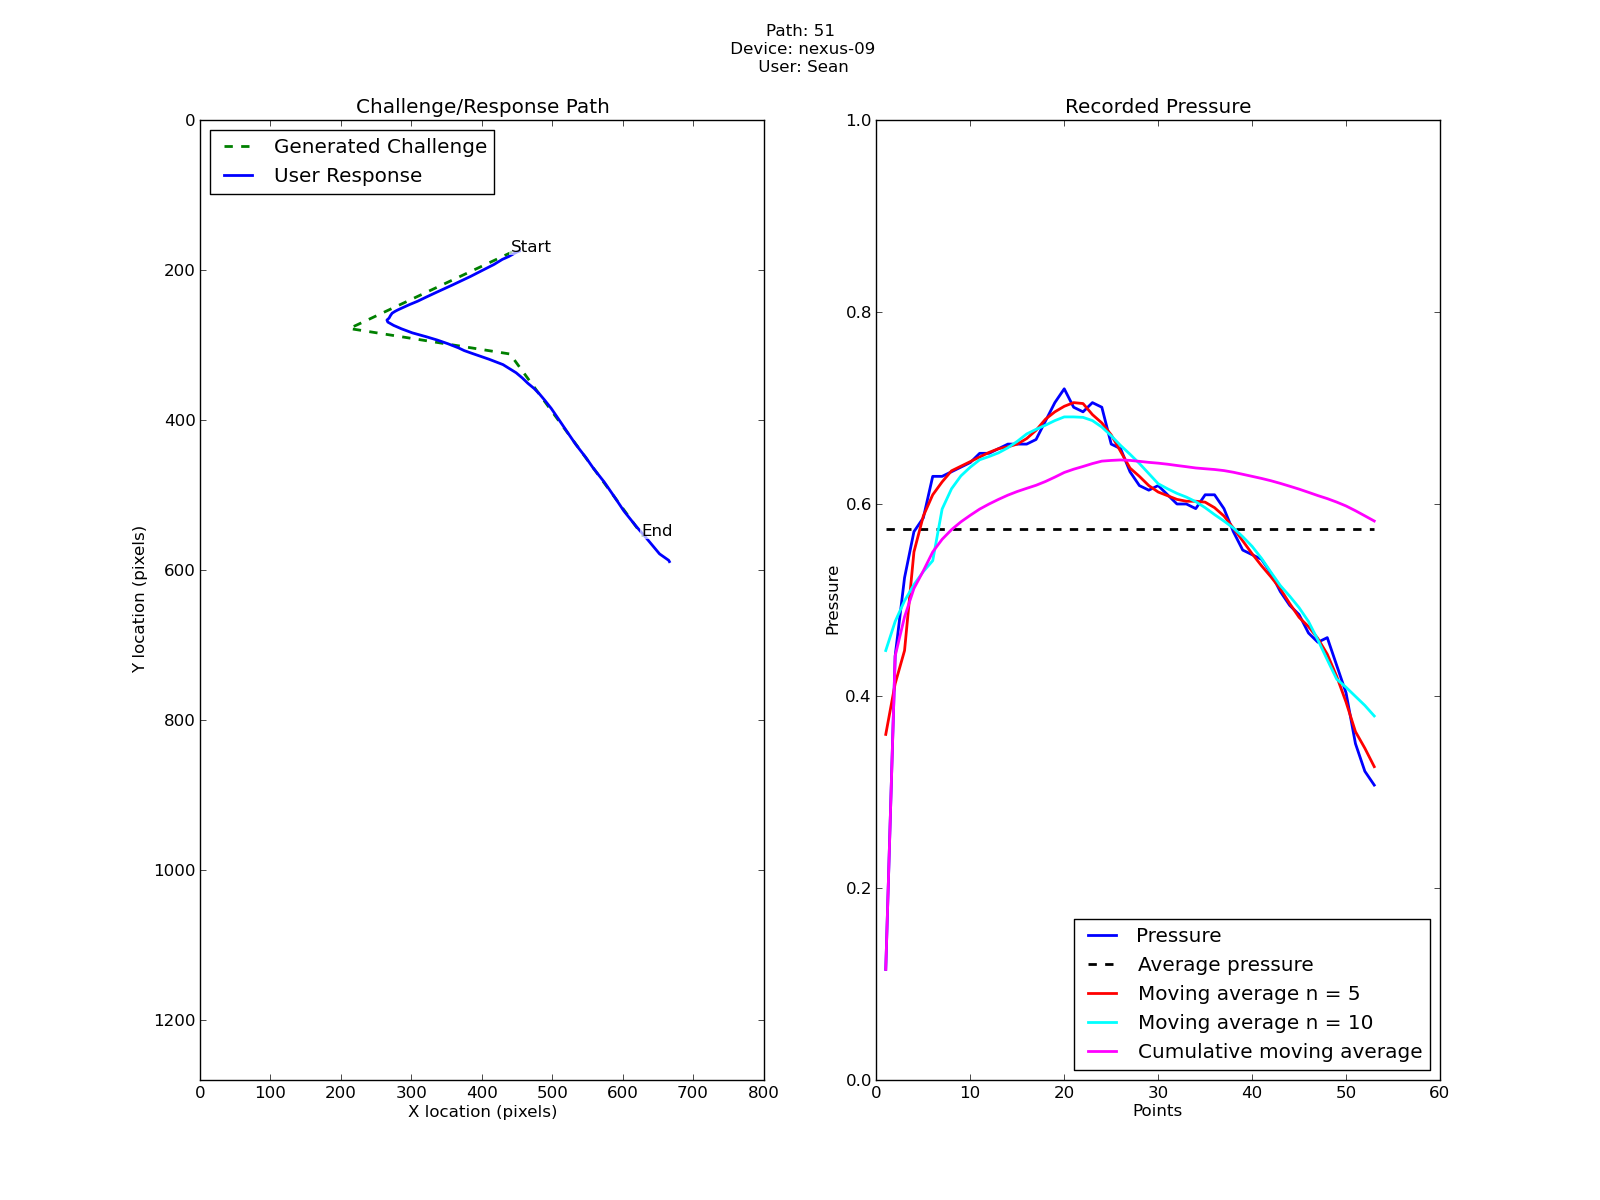 Path: 51
Device: nexus-09
User: Sean
Challenge/Response Path
Generated Challenge
User Response
Start
End
0
200
400
600
800
1000
1200
Y location (pixels)
0 100 200 300 400 500 600 700 800
X location (pixels)
Recorded Pressure
1.0
0.8
0.6
0.4
0.2
0.0
Pressure
Pressure
Average pressure
Moving average n = 5
Moving average n = 10
Cumulative moving average
0 10 20 30 40 50 60
Points